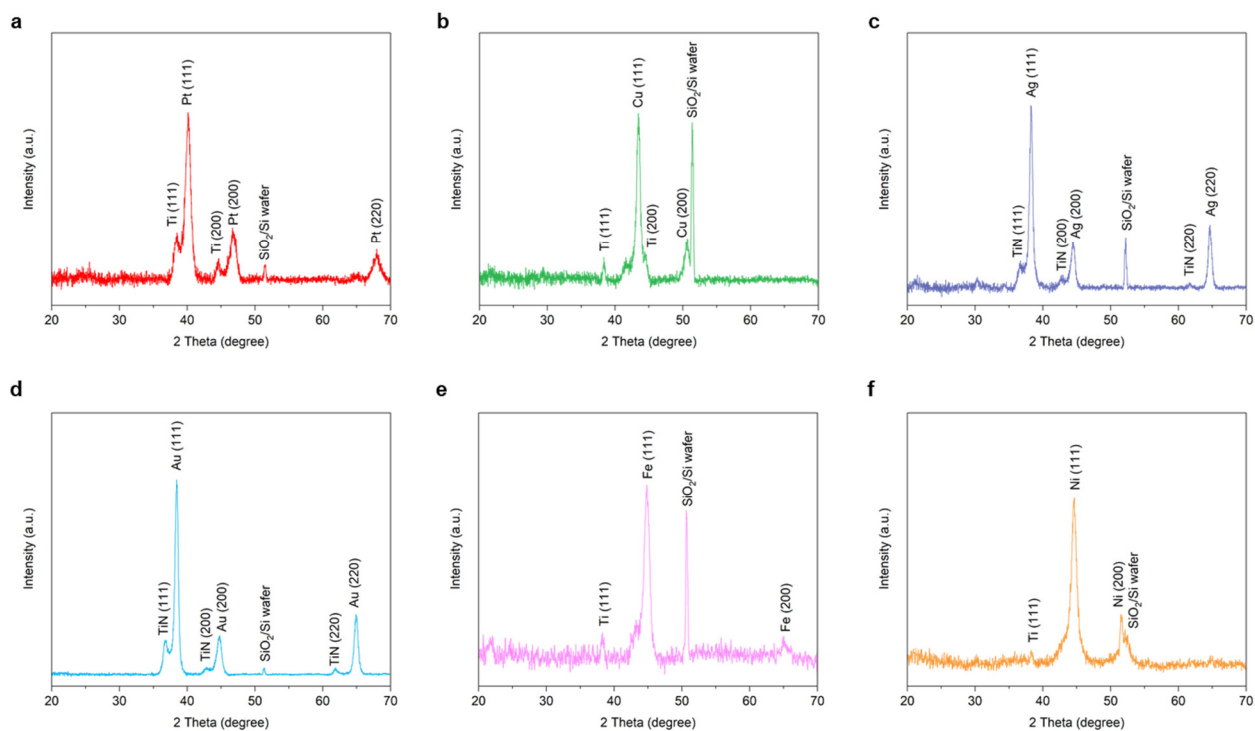 a
Intensity (a.u.)
Ti (111)
Pt (111)
Ti (200)
Pt (200)
SiO₂/Si wafer
Pt (220)
20 30 40 50 60 70
2 Theta (degree)
b
Intensity (a.u.)
Ti (111)
Cu (111)
Ti (200)
Cu (200)
SiO₂/Si wafer
20 30 40 50 60 70
2 Theta (degree)
c
Intensity (a.u.)
TiN (111)
Ag (111)
TiN (200)
Ag (200)
SiO₂/Si wafer
TiN (220)
Ag (220)
20 30 40 50 60 70
2 Theta (degree)
d
Intensity (a.u.)
TiN (111)
Au (111)
TiN (200)
Au (200)
SiO₂/Si wafer
TiN (220)
Au (220)
20 30 40 50 60 70
2 Theta (degree)
e
Intensity (a.u.)
Ti (111)
Fe (111)
SiO₂/Si wafer
Fe (200)
20 30 40 50 60 70
2 Theta (degree)
f
Intensity (a.u.)
Ti (111)
Ni (111)
Ni (200)
SiO₂/Si wafer
20 30 40 50 60 70
2 Theta (degree)